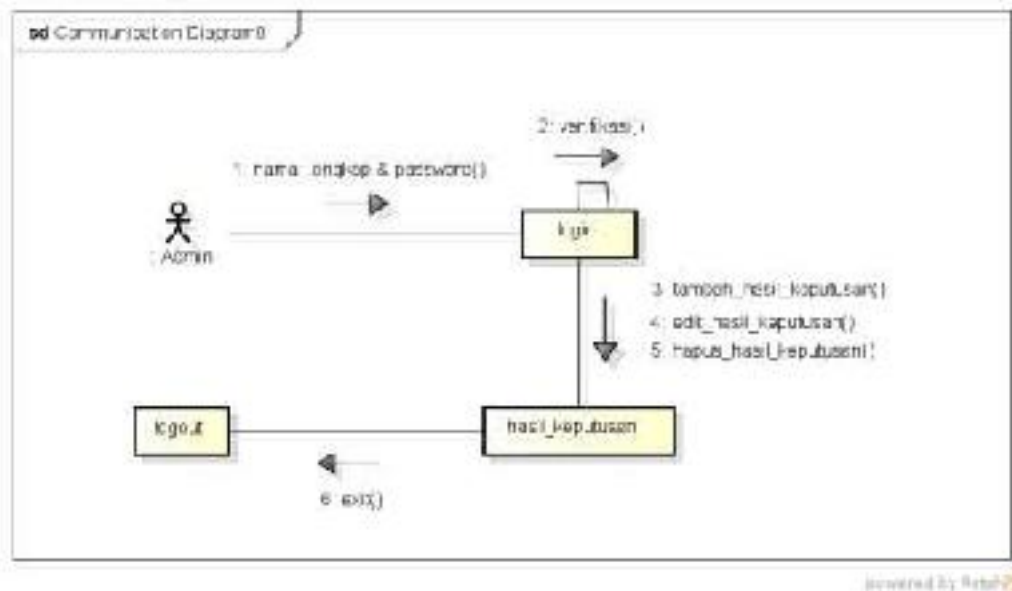 sd Communication Diagram0
2: verifikasi()
1: nama_lengkap & password()
login
: Admin
3: tambah_hasil_keputusan()
4: edit_hasil_keputusan()
5: hapus_hasil_keputusan()
logout
hasil_keputusan
6: exit()
powered by Astah